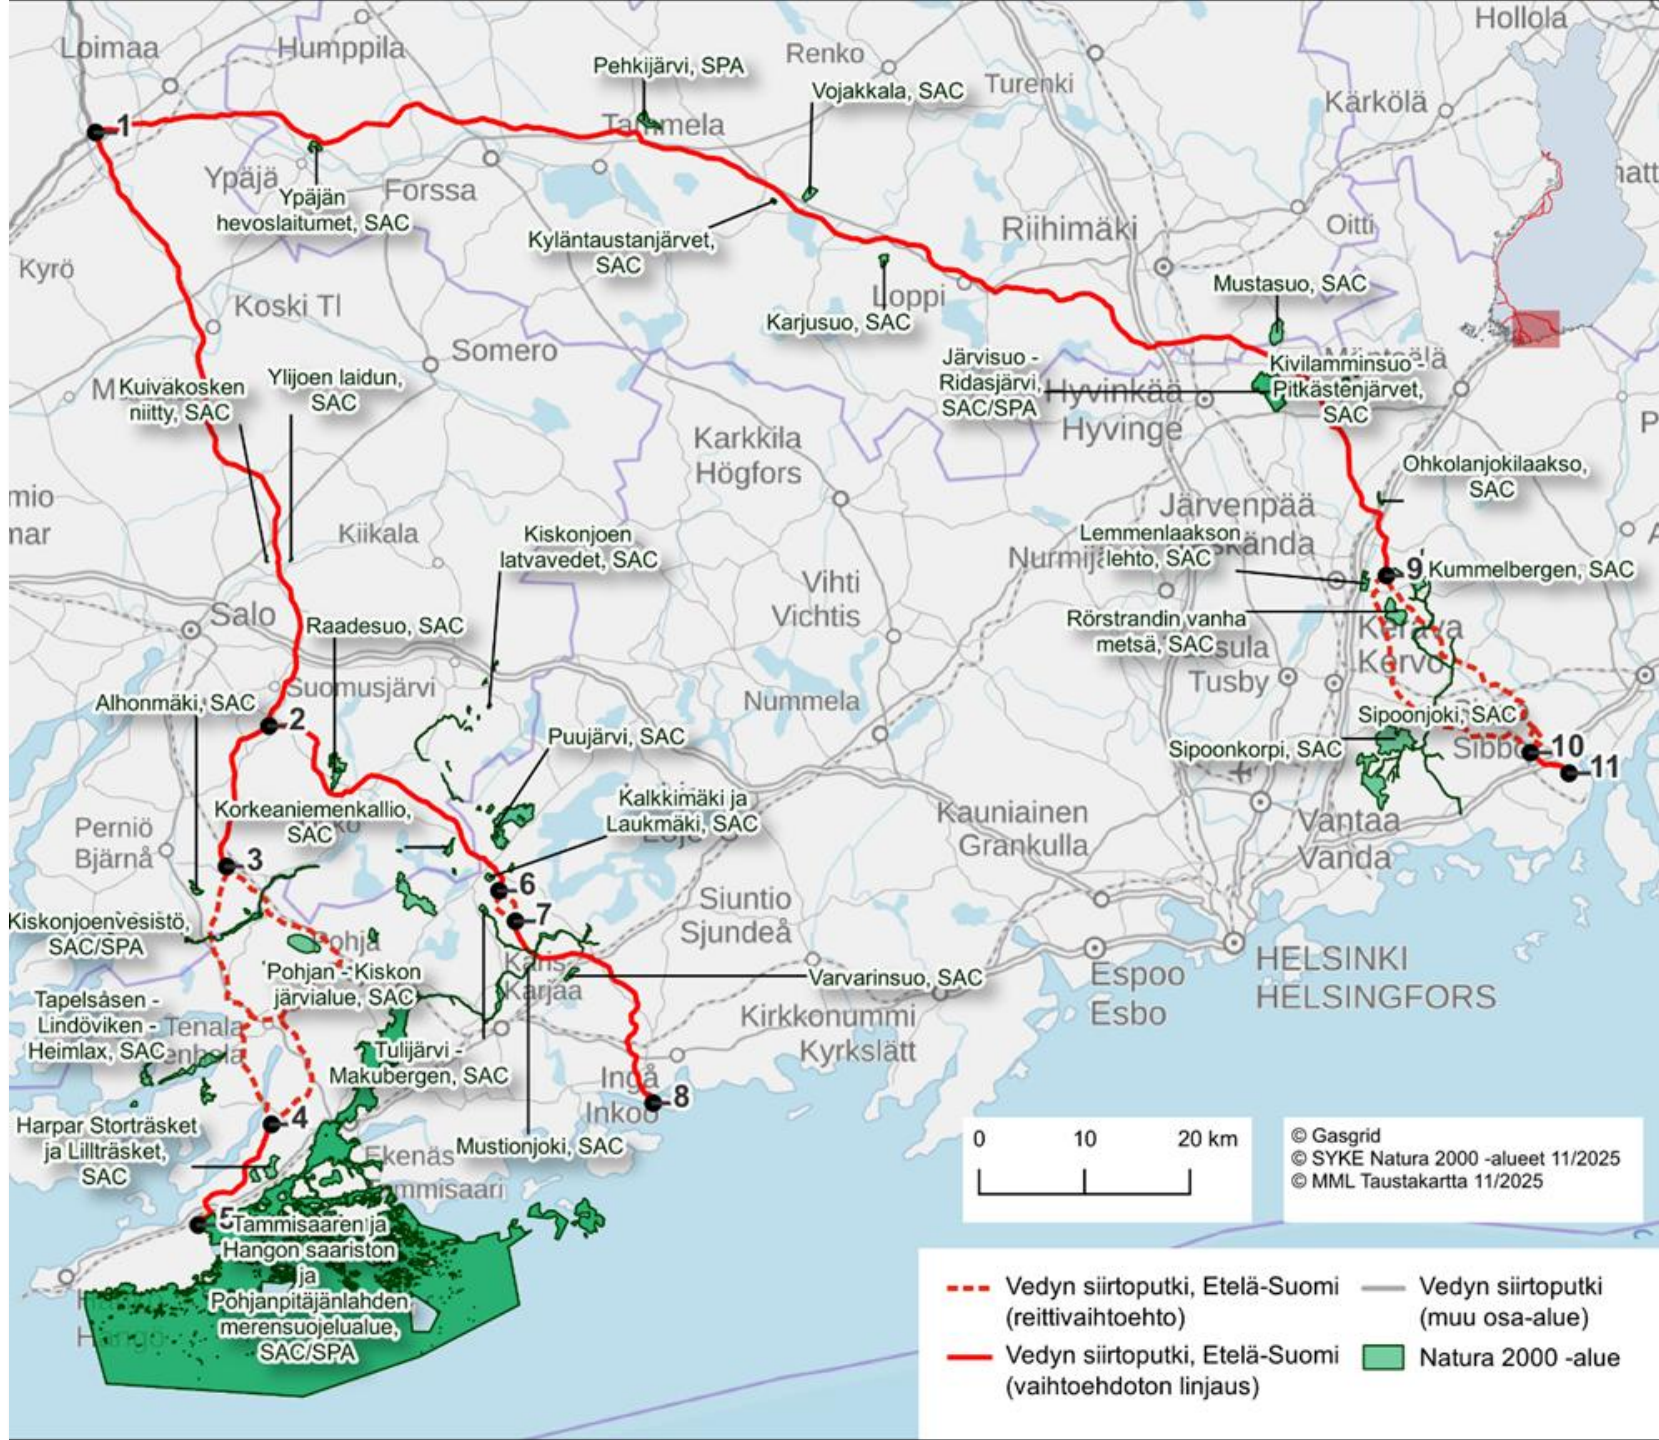 Hollola
Loimaa
Humppila
Renko
Pehkijärvi, SPA
Turenki
Vojakkala, SAC
Kärkölä
1
Tammela
Ypäjä
Forssa
Ypäjän
hevoslaitumet, SAC
Riihimäki
Oitti
Kyläntaustanjärvet,
SAC
Kyrö
Koski Tl
Loppi
Mustasuo, SAC
Karjusuo, SAC
Somero
Järvisuo -
Ridasjärvi,
SAC/SPA
Kivilamminsuo -
Pitkästenjärvet,
SAC
Mäntsälä
Kuiväkosken
niitty, SAC
Ylijoen laidun,
SAC
Hyvinkää
Hyvinge
Karkkila
Högfors
Ohkolanjokilaakso,
SAC
Järvenpää
Kiikala
Kiskonjoen
latvavedet, SAC
Lemmenlaakson
lehto, SAC
9
Kummelbergen, SAC
Vihti
Vichtis
Salo
Raadesuo, SAC
Rörstrandin vanha
metsä, SAC
Kerava
Kervo
Tusby
Suomusjärvi
Alhonmäki, SAC
2
Nummela
Puujärvi, SAC
Sipoonjoki, SAC
Sipoonkorpi, SAC
10
11
Korkeaniemenkallio,
SAC
Kalkkimäki ja
Laukmäki, SAC
Perniö
Bjärnå
3
Kauniainen
Grankulla
Vantaa
Vanda
6
7
Siuntio
Sjundeå
Kiskonjoenvesistö,
SAC/SPA
Pohja
Pohjan - Kiskon
järvialue, SAC
Karis
Karjaa
Varvarinsuo, SAC
Espoo
Esbo
HELSINKI
HELSINGFORS
Tapelsåsen -
Lindöviken -
Heimlax, SAC
Tenala
Tulijärvi -
Makubergen, SAC
Kirkkonummi
Kyrkslätt
Ingå
Inkoo
8
4
Harpar Storträsket
ja Lillträsket,
SAC
Ekenäs
Mustionjoki, SAC
5
Tammisaaren ja
Hangon saariston
ja
Pohjanpitäjänlahden
merensuojelualue,
SAC/SPA
Hangö
0 10 20 km
© Gasgrid
© SYKE Natura 2000 -alueet 11/2025
© MML Taustakartta 11/2025
Vedyn siirtoputki, Etelä-Suomi
(reittivaihtoehto)
Vedyn siirtoputki, Etelä-Suomi
(vaihtoehdoton linjaus)
Vedyn siirtoputki
(muu osa-alue)
Natura 2000 -alue